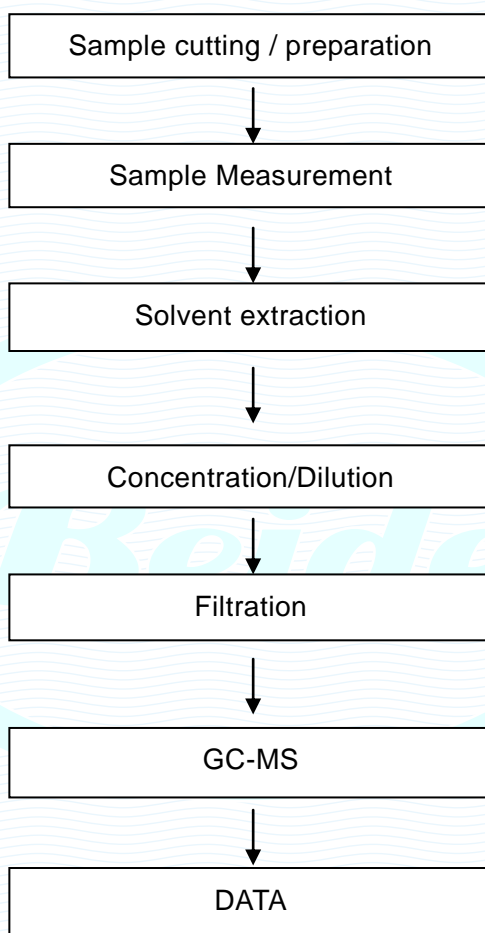 Sample cutting / preparation
Sample Measurement
Solvent extraction
Concentration/Dilution
Filtration
GC-MS
DATA